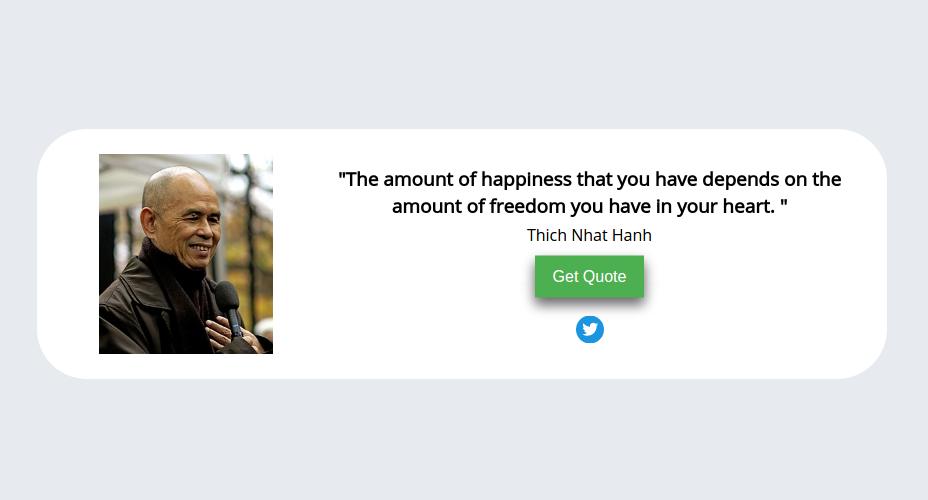 "The amount of happiness that you have depends on the
amount of freedom you have in your heart. "
Thich Nhat Hanh
Get Quote